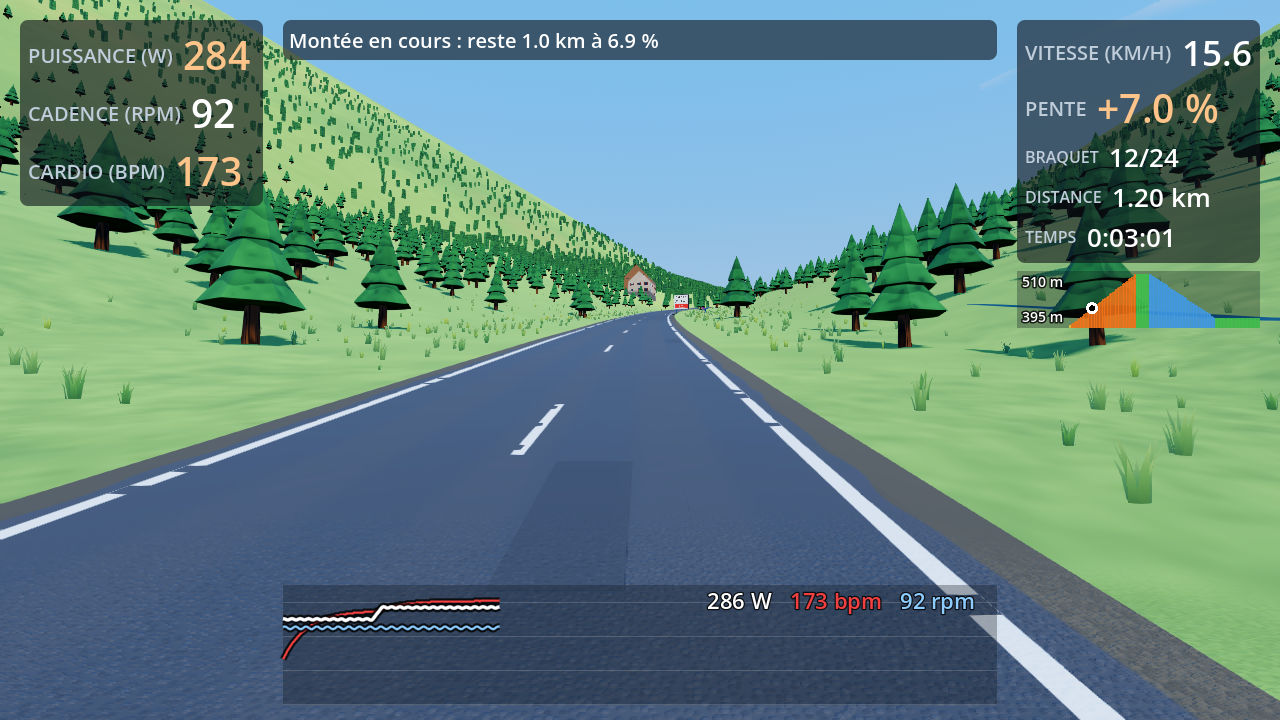 PUISSANCE (W) 284
CADENCE (RPM) 92
CARDIO (BPM) 173
Montée en cours : reste 1.0 km à 6.9 %
VITESSE (KM/H) 15.6
PENTE +7.0 %
BRAQUET 12/24
DISTANCE 1.20 km
TEMPS 0:03:01
510 m
395 m
286 W 173 bpm 92 rpm